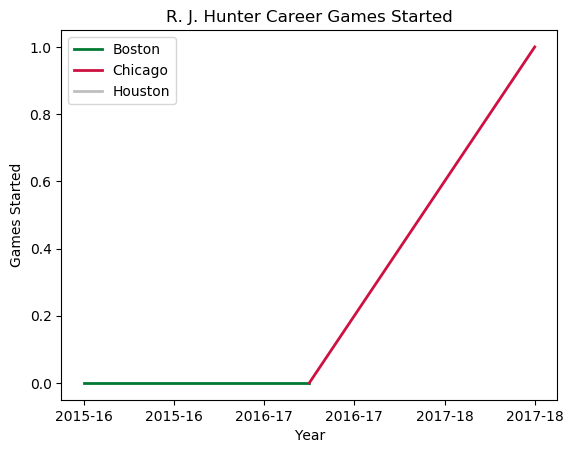 R. J. Hunter Career Games Started
Boston
Chicago
Houston
1.0
0.8
0.6
0.4
0.2
0.0
Games Started
2015-16 2015-16 2016-17 2016-17 2017-18 2017-18
Year